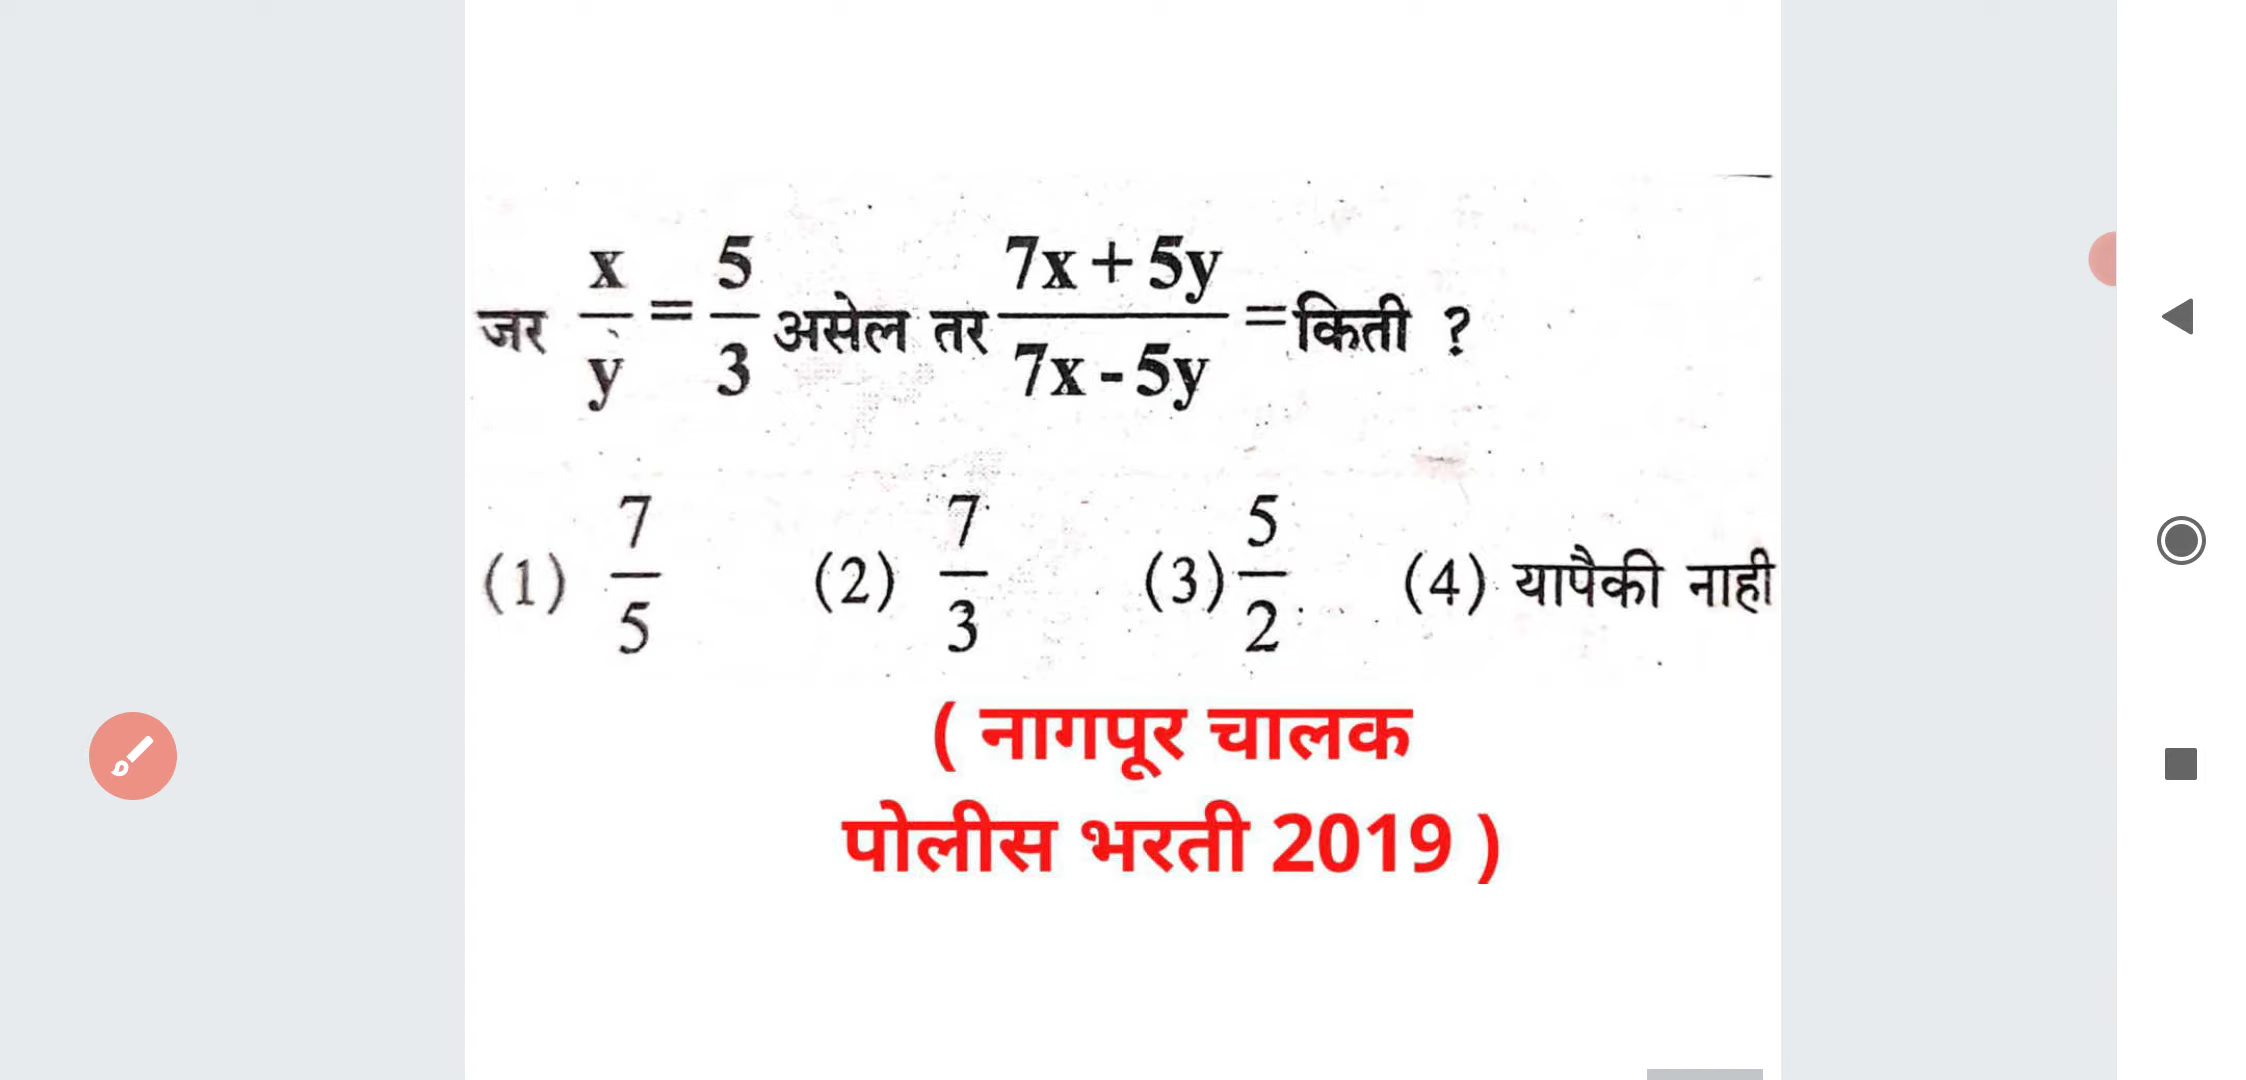 जर x/y = 5/3 असेल तर (7x + 5y)/(7x - 5y) = किती ?
(1) 7/5 (2) 7/3 (3) 5/2 (4) यापैकी नाही
( नागपूर चालक
पोलीस भरती 2019 )